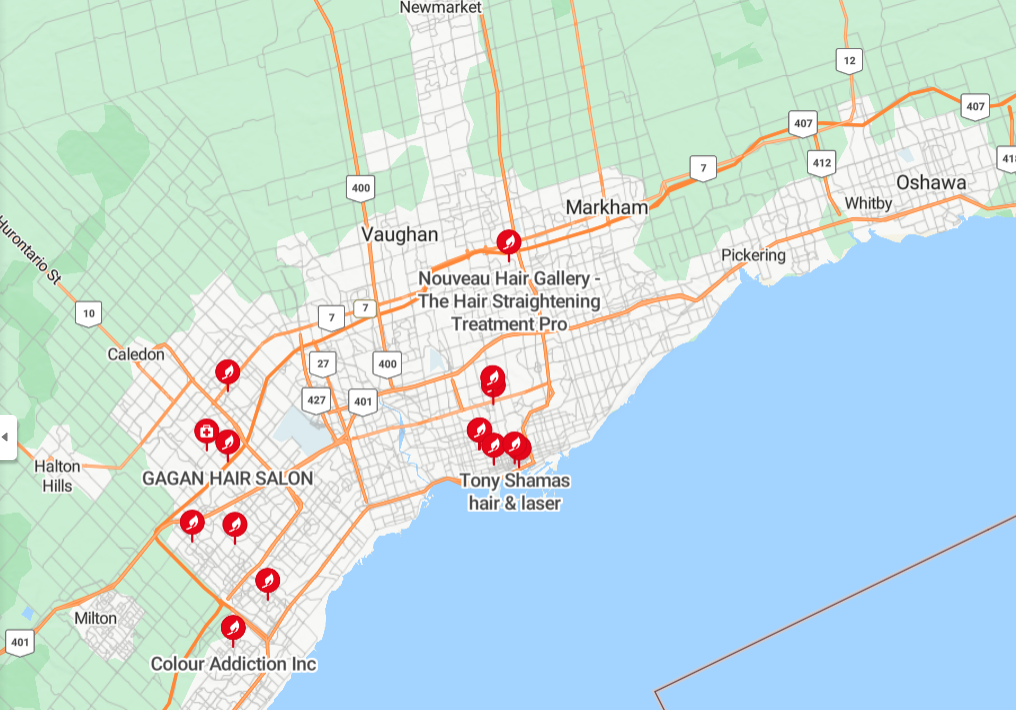 Newmarket
12
407
407
7
412
418
400
Oshawa
Whitby
Markham
Vaughan
Hurontario St
Pickering
Nouveau Hair Gallery -
The Hair Straightening
Treatment Pro
10
7
7
Caledon
27
400
427
401
Halton
Hills
GAGAN HAIR SALON
Tony Shamas
hair & laser
Milton
401
Colour Addiction Inc